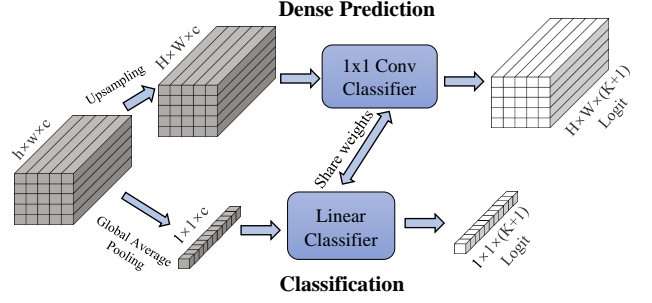 Dense Prediction
H×W×c
Upsampling
1x1 Conv
Classifier
H×W×(K+1)
Logit
h×w×c
Share weights
Global Average
Pooling
1×1×c
Linear
Classifier
1×1×(K+1)
Logit
Classification